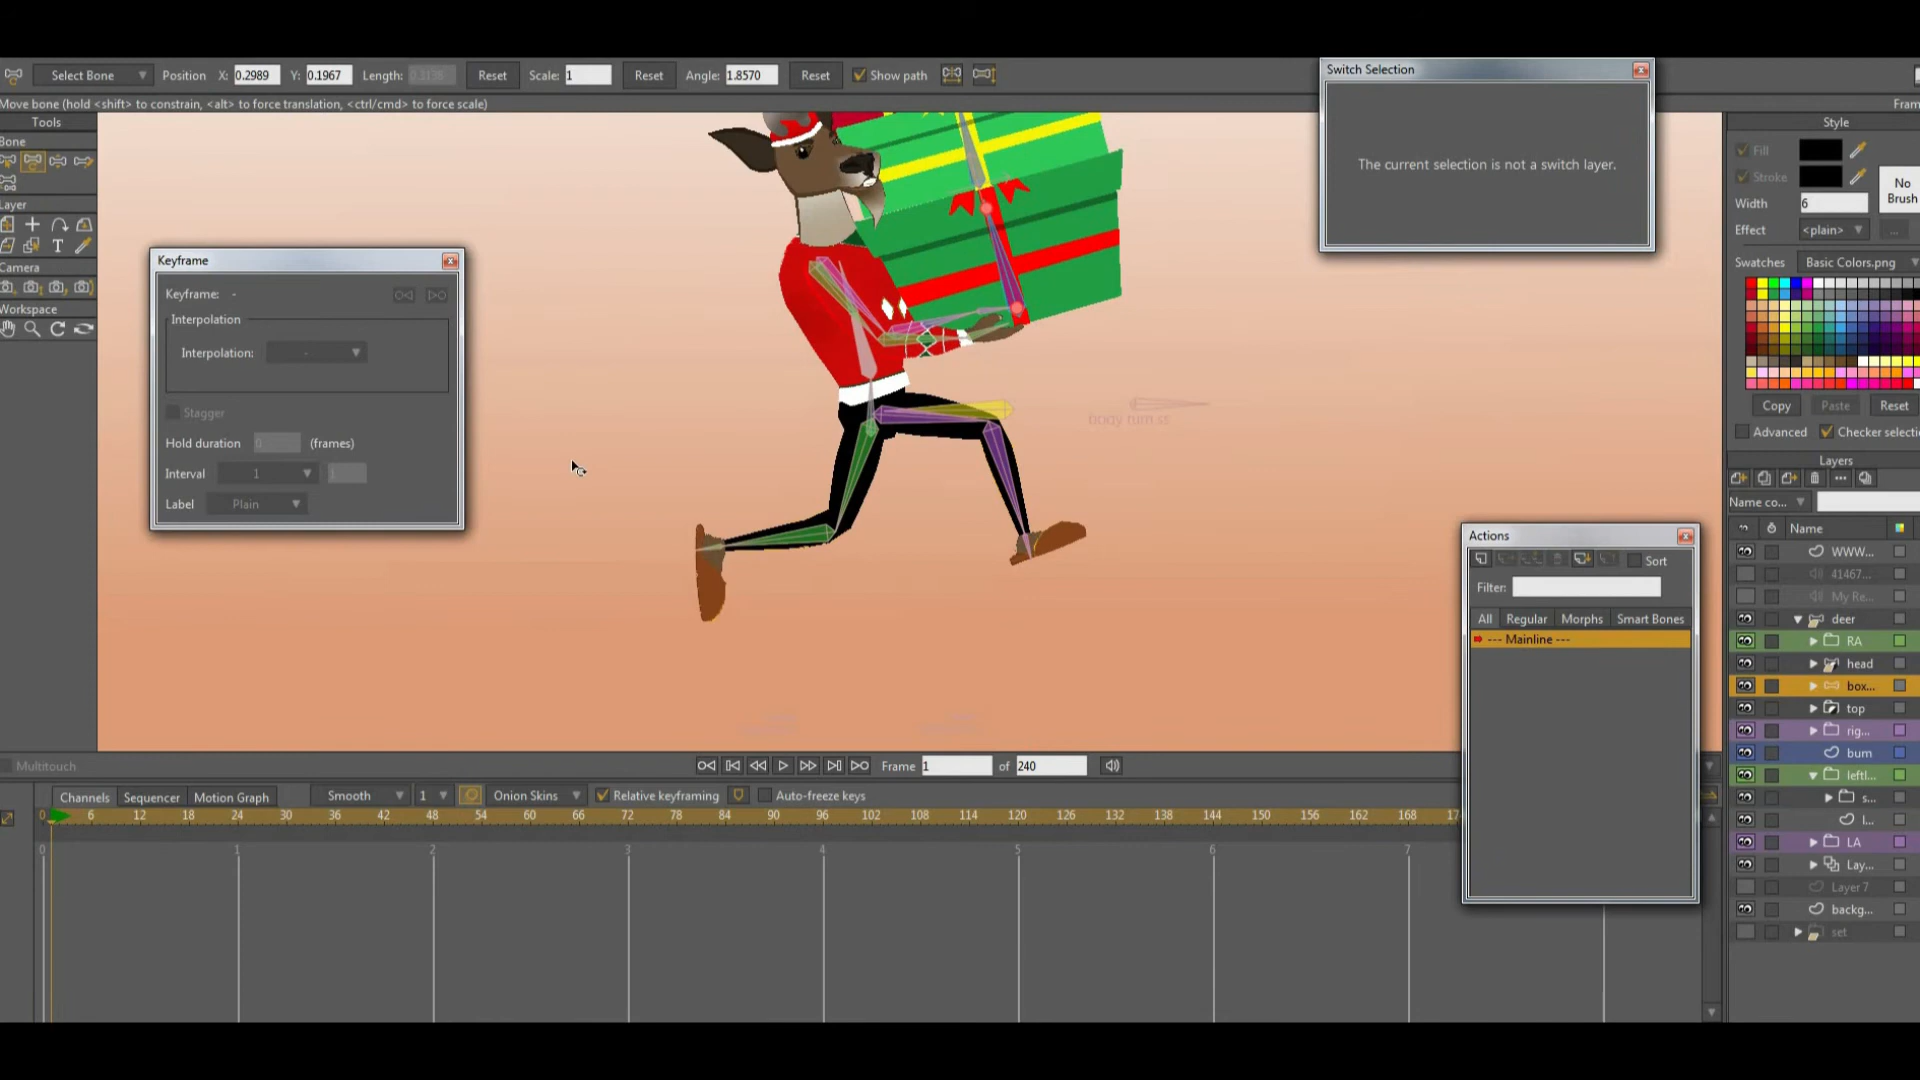 Select Bone Position X: 0.2989 Y: 0.1967 Length: Reset Scale: 1 Reset Angle: 1.8570 Reset Show path
Move bone (hold <shift> to constrain, <alt> to force translation, <ctrl/cmd> to force scale)
Tools
Bone
Layer
T
Camera
Workspace
Keyframe
Keyframe: -
Interpolation
Interpolation: -
Stagger
Hold duration 0 (frames)
Interval 1
Label Plain
body turn ss
Switch Selection
The current selection is not a switch layer.
Fram
Style
Fill
Stroke
No
Brush
Width 6
Effect <plain> ...
Swatches Basic Colors.png
Copy Paste Reset
Advanced Checker selectio
Layers
Name co...
Name
WWW...
41467...
My Re...
deer
RA
head
box...
top
rig...
bum
leftl...
s...
l...
LA
Lay...
Layer 7
backg...
set
Actions
Sort
Filter:
All Regular Morphs Smart Bones
--- Mainline ---
Multitouch
Frame 1 of 240
Channels Sequencer Motion Graph Smooth 1 Onion Skins Relative keyframing Auto-freeze keys
0 6 12 18 24 30 36 42 48 54 60 66 72 78 84 90 96 102 108 114 120 126 132 138 144 150 156 162 168 174
0 1 2 3 4 5 6 7